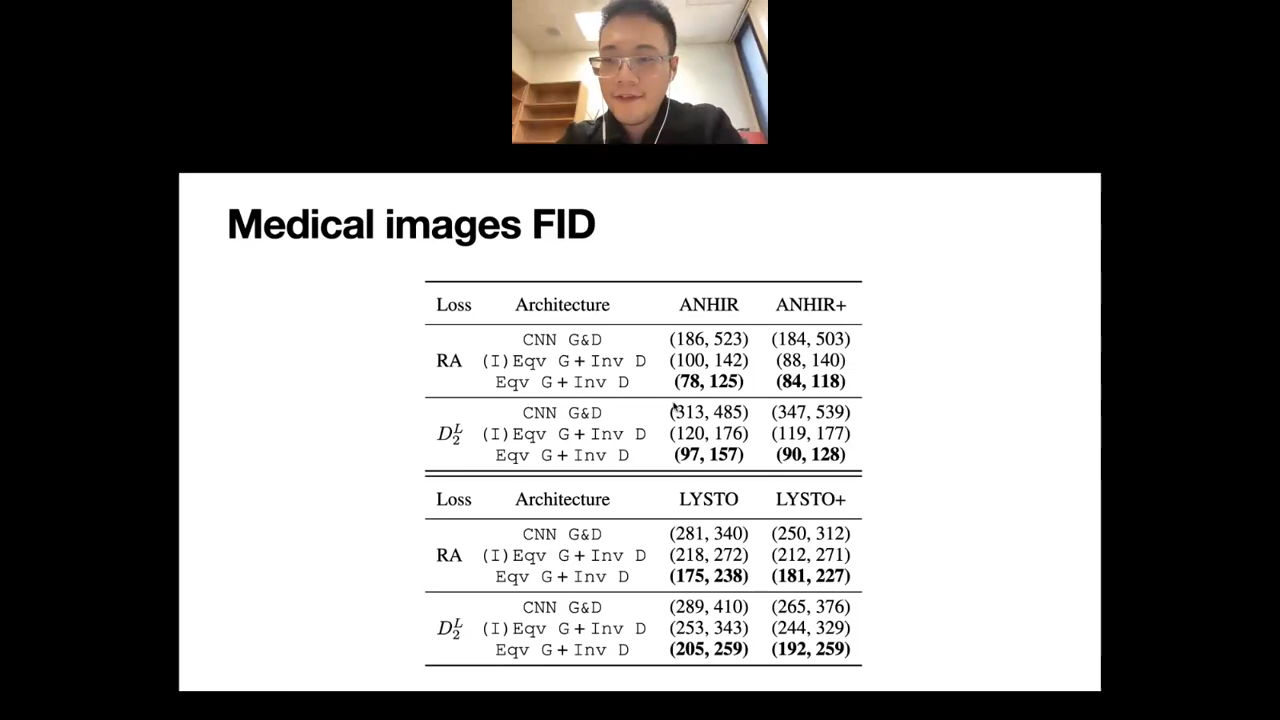 Medical images FID
Loss Architecture ANHIR ANHIR+
CNN G&D (186, 523) (184, 503)
RA (I)Eqv G + Inv D (100, 142) (88, 140)
Eqv G + Inv D (78, 125) (84, 118)
CNN G&D (313, 485) (347, 539)
D₂ᴸ (I)Eqv G + Inv D (120, 176) (119, 177)
Eqv G + Inv D (97, 157) (90, 128)
Loss Architecture LYSTO LYSTO+
CNN G&D (281, 340) (250, 312)
RA (I)Eqv G + Inv D (218, 272) (212, 271)
Eqv G + Inv D (175, 238) (181, 227)
CNN G&D (289, 410) (265, 376)
D₂ᴸ (I)Eqv G + Inv D (253, 343) (244, 329)
Eqv G + Inv D (205, 259) (192, 259)